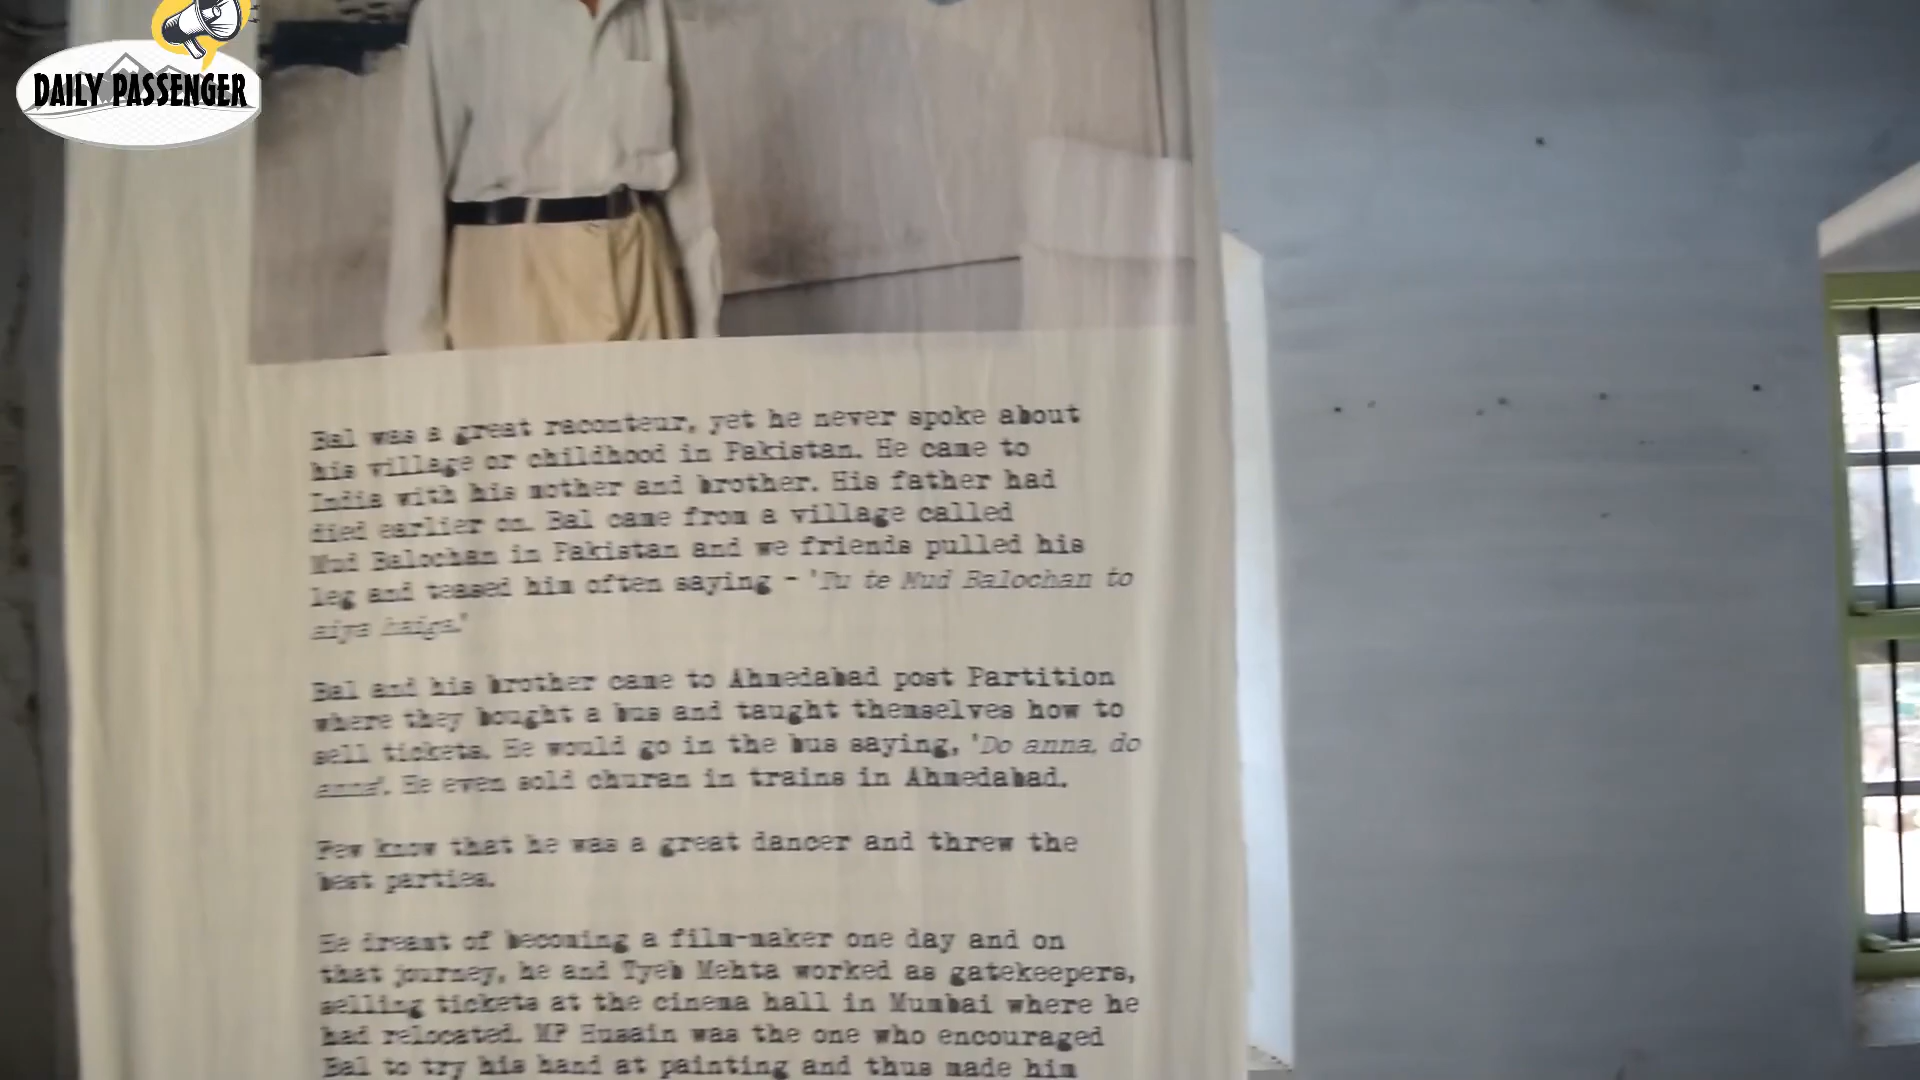 DAILY PASSENGER
Bal was a great raconteur, yet he never spoke about
his village or childhood in Pakistan. He came to
India with his mother and brother. His father had
died earlier on. Bal came from a village called
Mud Balochan in Pakistan and we friends pulled his
leg and teased him often saying - 'Tu te Mud Balochan to
aiya haiga.'
Bal and his brother came to Ahmedabad post Partition
where they bought a bus and taught themselves how to
sell tickets. He would go in the bus saying, 'Do anna, do
anna'. He even sold churan in trains in Ahmedabad.
Few know that he was a great dancer and threw the
best parties.
He dreamt of becoming a film-maker one day and on
that journey, he and Tyeb Mehta worked as gatekeepers,
selling tickets at the cinema hall in Mumbai where he
had relocated. MF Husain was the one who encouraged
Bal to try his hand at painting and thus made him